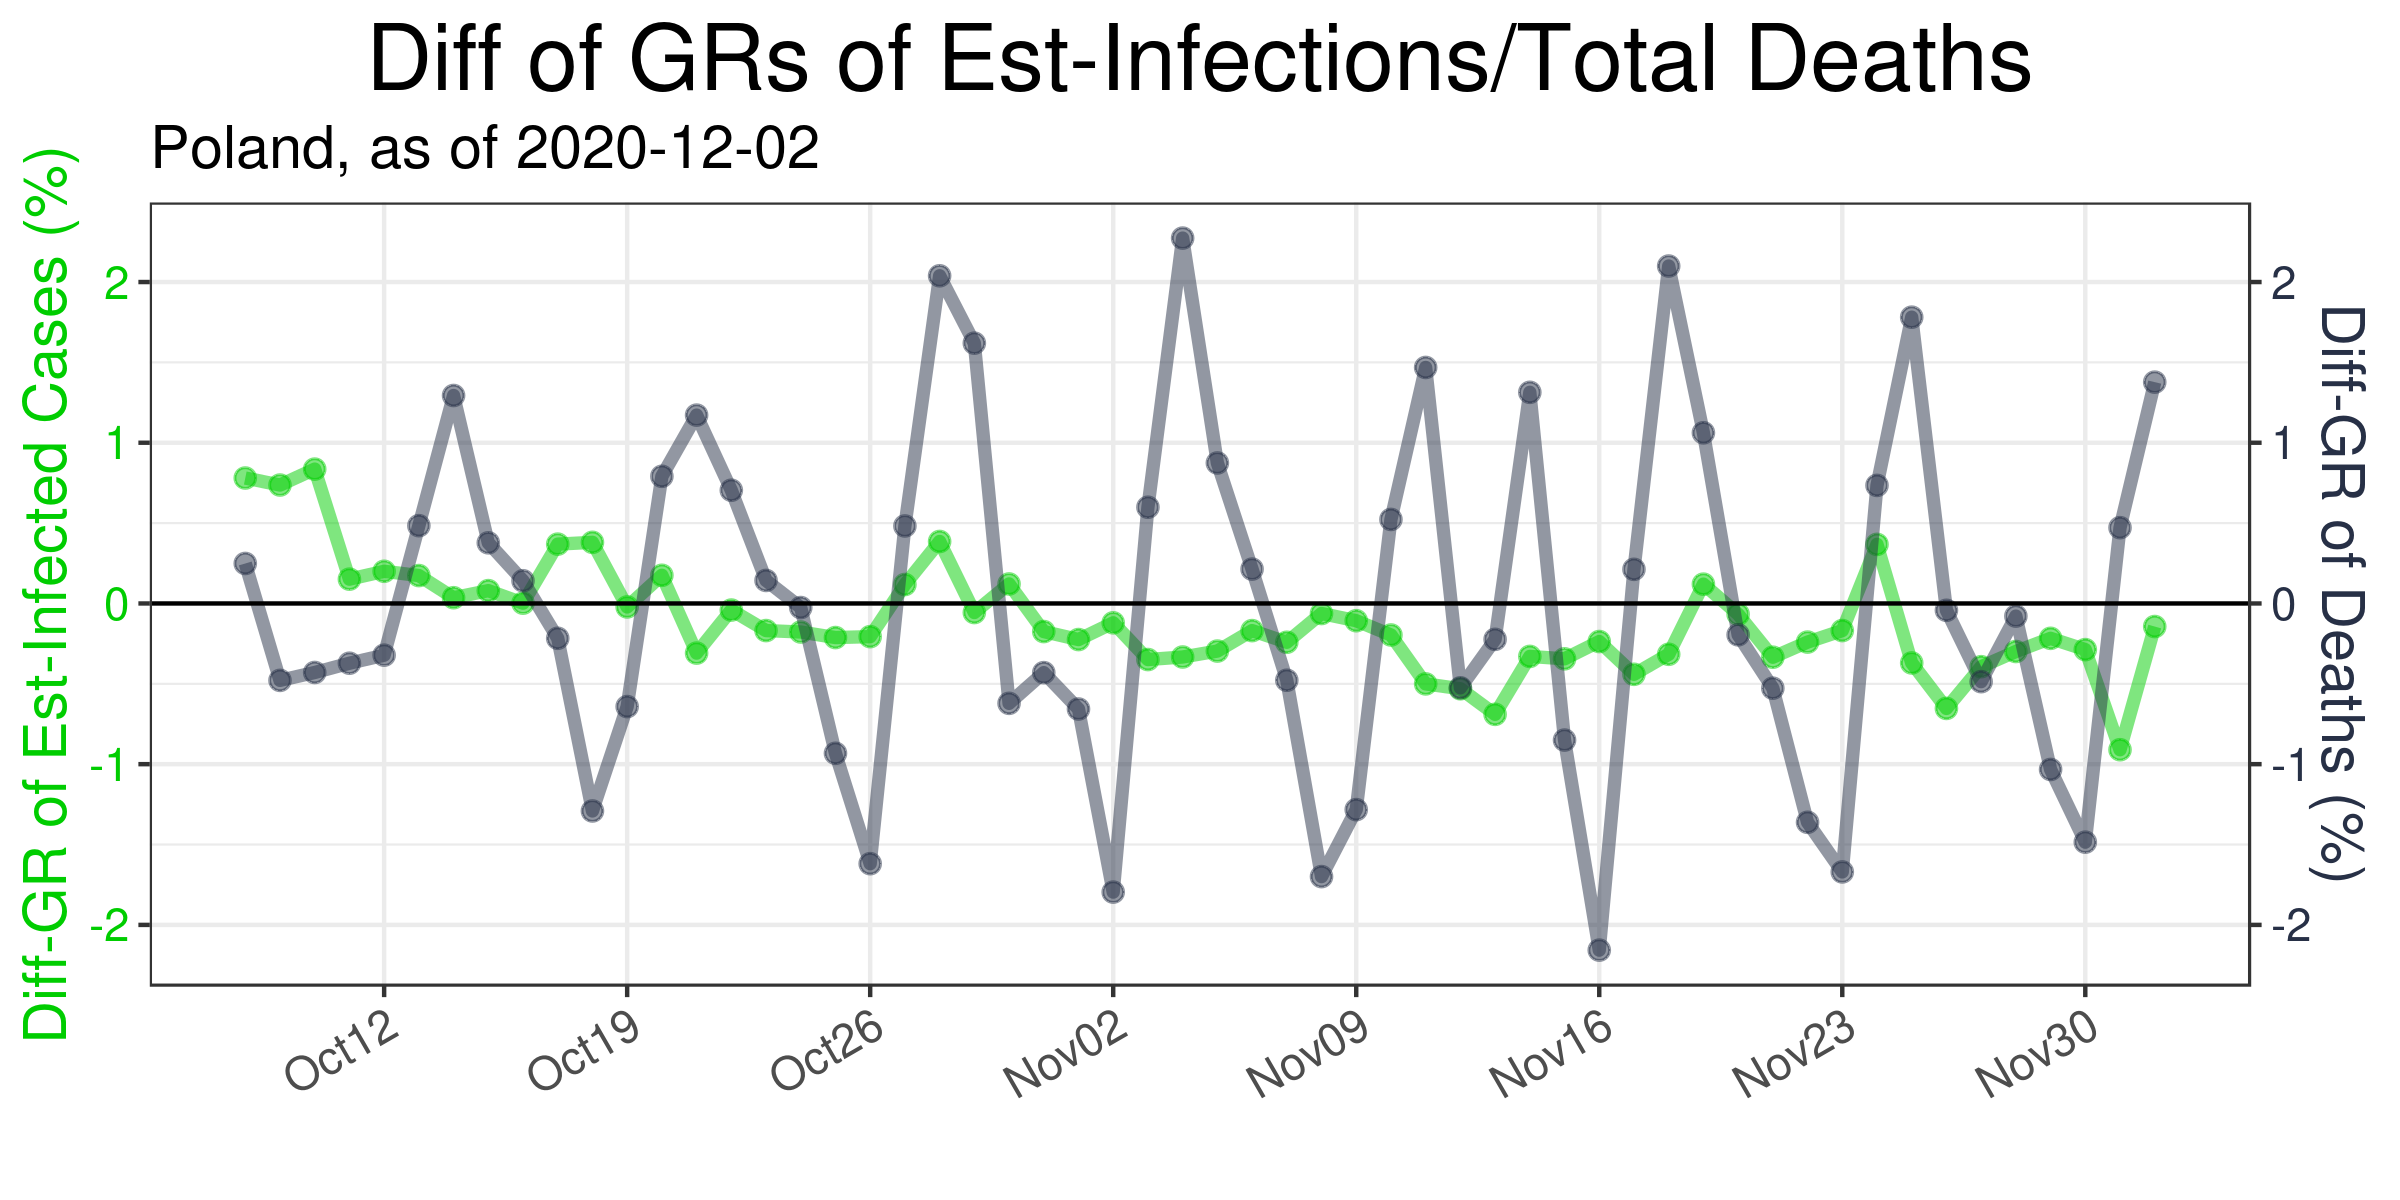 Diff of GRs of Est-Infections/Total Deaths
Poland, as of 2020-12-02
Diff-GR of Est-Infected Cases (%)
2
1
0
-1
-2
2
1
0
-1
-2
Diff-GR of Deaths (%)
Oct12
Oct19
Oct26
Nov02
Nov09
Nov16
Nov23
Nov30